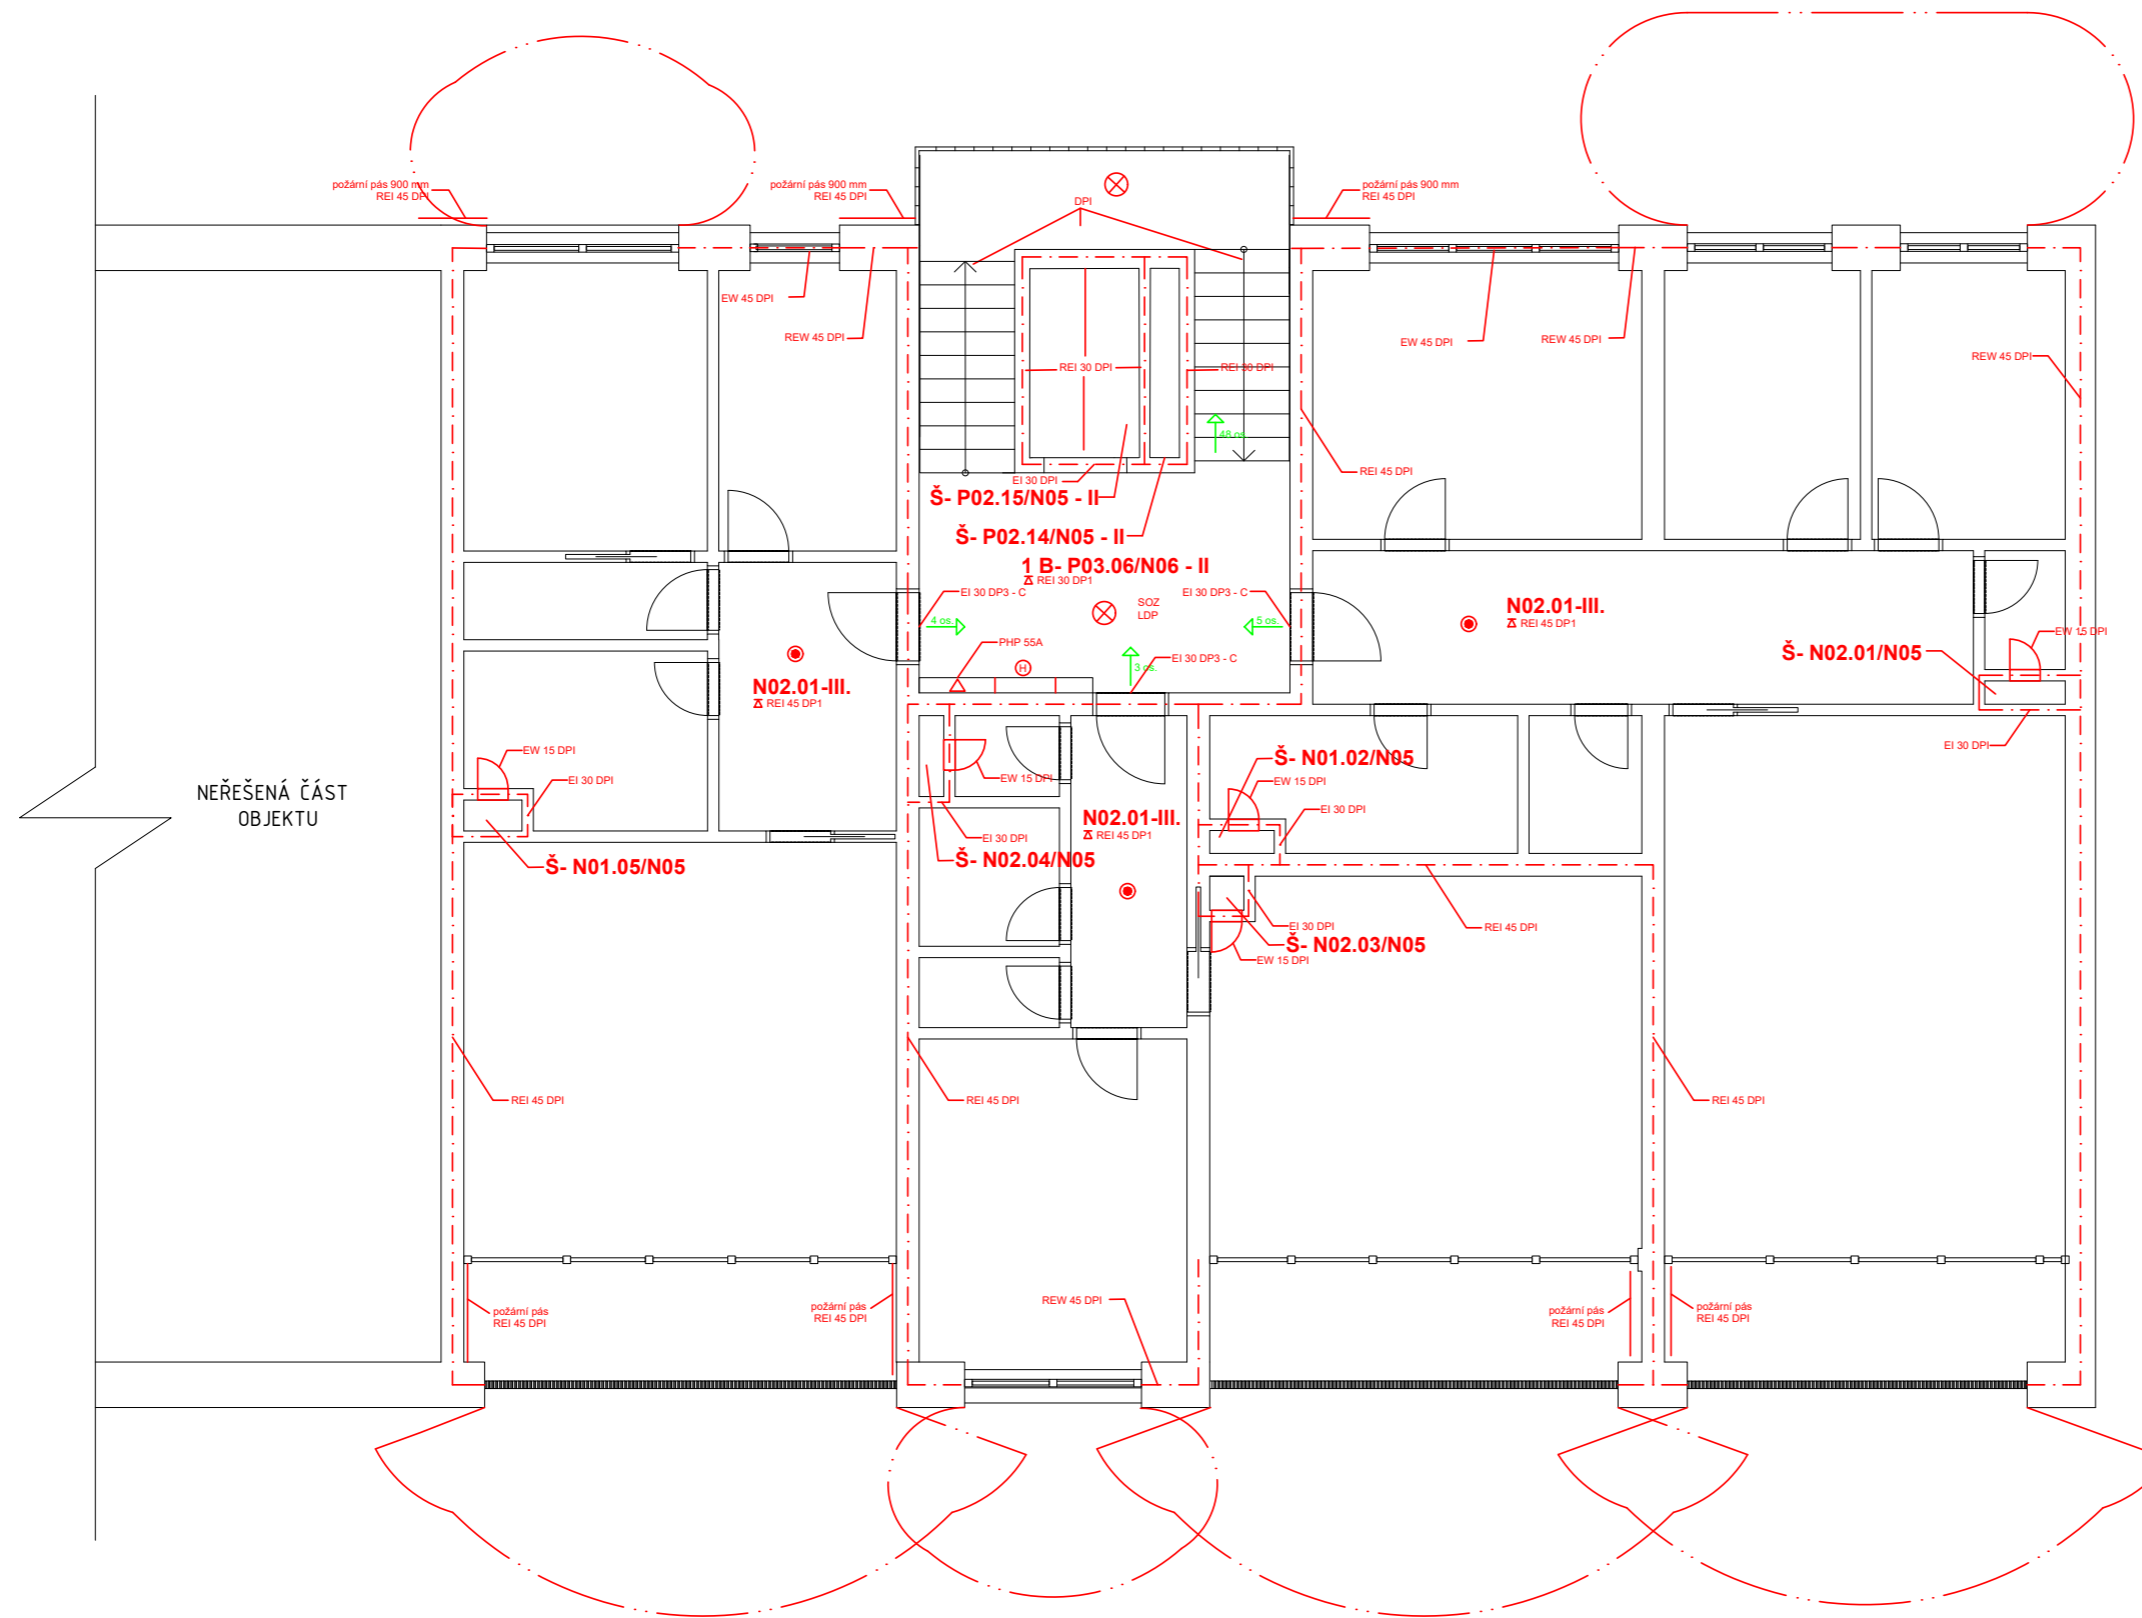 požární pás 900 mm
REI 45 DPI
požární pás 900 mm
REI 45 DPI
DPI
požární pás 900 mm
REI 45 DPI
EW 45 DPI
REW 45 DPI
EW 45 DPI
REW 45 DPI
REW 45 DPI
REI 30 DPI
REI 30 DPI
48 os.
REI 45 DPI
EI 30 DPI
Š- P02.15/N05 - II
Š- P02.14/N05 - II
1 B- P03.06/N06 - II
REI 30 DP1
EI 30 DP3 - C
SOZ
LDP
EI 30 DP3 - C
4 os.
5 os.
N02.01-III.
REI 45 DP1
EW 15 DPI
Š- N02.01/N05
PHP 55A
H
3 os.
EI 30 DP3 - C
N02.01-III.
REI 45 DP1
EI 30 DPI
EW 15 DPI
EI 30 DPI
Š- N01.02/N05
EW 15 DPI
EW 15 DPI
EI 30 DPI
NEŘEŠENÁ ČÁST
OBJEKTU
N02.01-III.
REI 45 DP1
EI 30 DPI
Š- N01.05/N05
Š- N02.04/N05
EI 30 DPI
REI 45 DPI
Š- N02.03/N05
EW 15 DPI
REI 45 DPI
REI 45 DPI
REI 45 DPI
REW 45 DPI
požární pás
REI 45 DPI
požární pás
REI 45 DPI
požární pás
REI 45 DPI
požární pás
REI 45 DPI